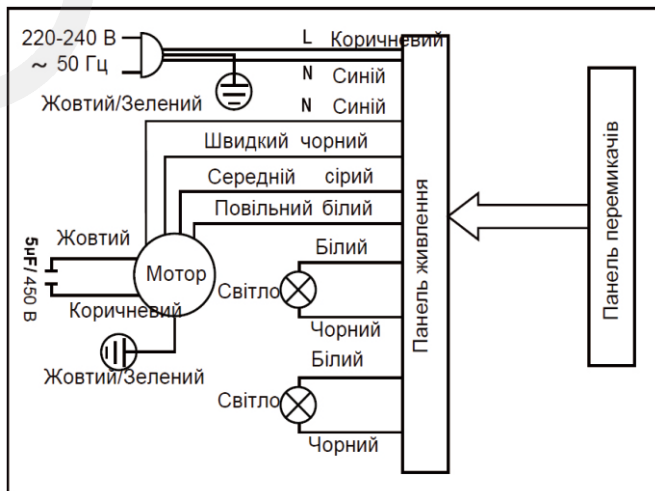 220-240 В
~ 50 Гц
L Коричневий
N Синій
Жовтий/Зелений
N Синій
Швидкий чорний
Середній сірий
Повільний білий
Жовтий
5µF/ 450 В
Мотор
Коричневий
Жовтий/Зелений
Білий
Світло
Чорний
Білий
Світло
Чорний
Панель живлення
Панель перемикачів